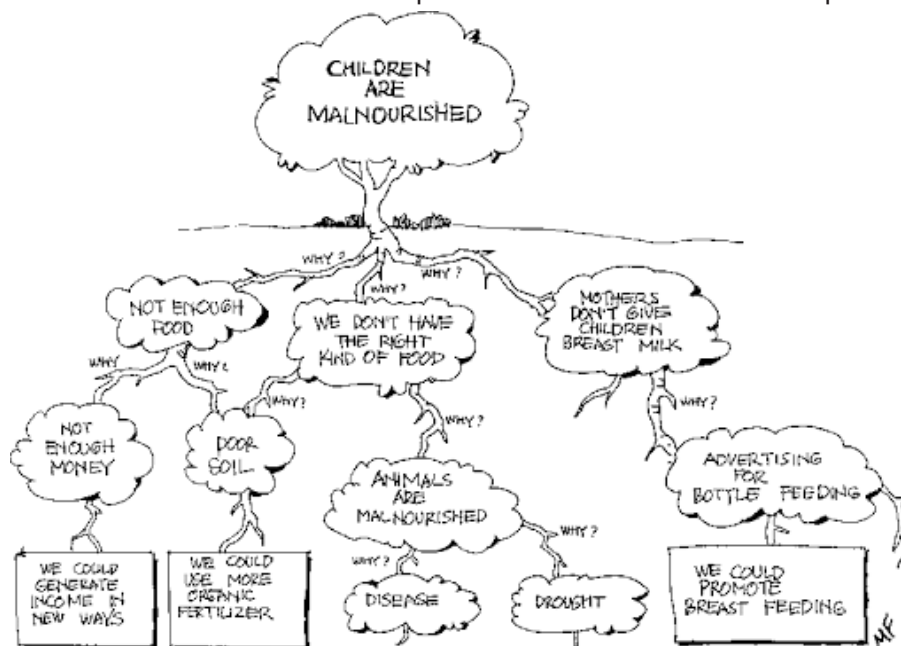 CHILDREN
ARE
MALNOURISHED
WHY?
WHY?
WHY?
NOT ENOUGH
FOOD
WE DON'T HAVE
THE RIGHT
KIND OF FOOD
MOTHERS
DON'T GIVE
CHILDREN
BREAST MILK
WHY
WHY?
WHY?
WHY?
WHY?
NOT
ENOUGH
MONEY
POOR
SOIL
ANIMALS
ARE
MALNOURISHED
ADVERTISING
FOR
BOTTLE FEEDING
WHY?
WHY?
WE COULD
GENERATE
INCOME IN
NEW WAYS
WE COULD
USE MORE
ORGANIC
FERTILIZER
DISEASE
DROUGHT
WE COULD
PROMOTE
BREAST FEEDING
MF